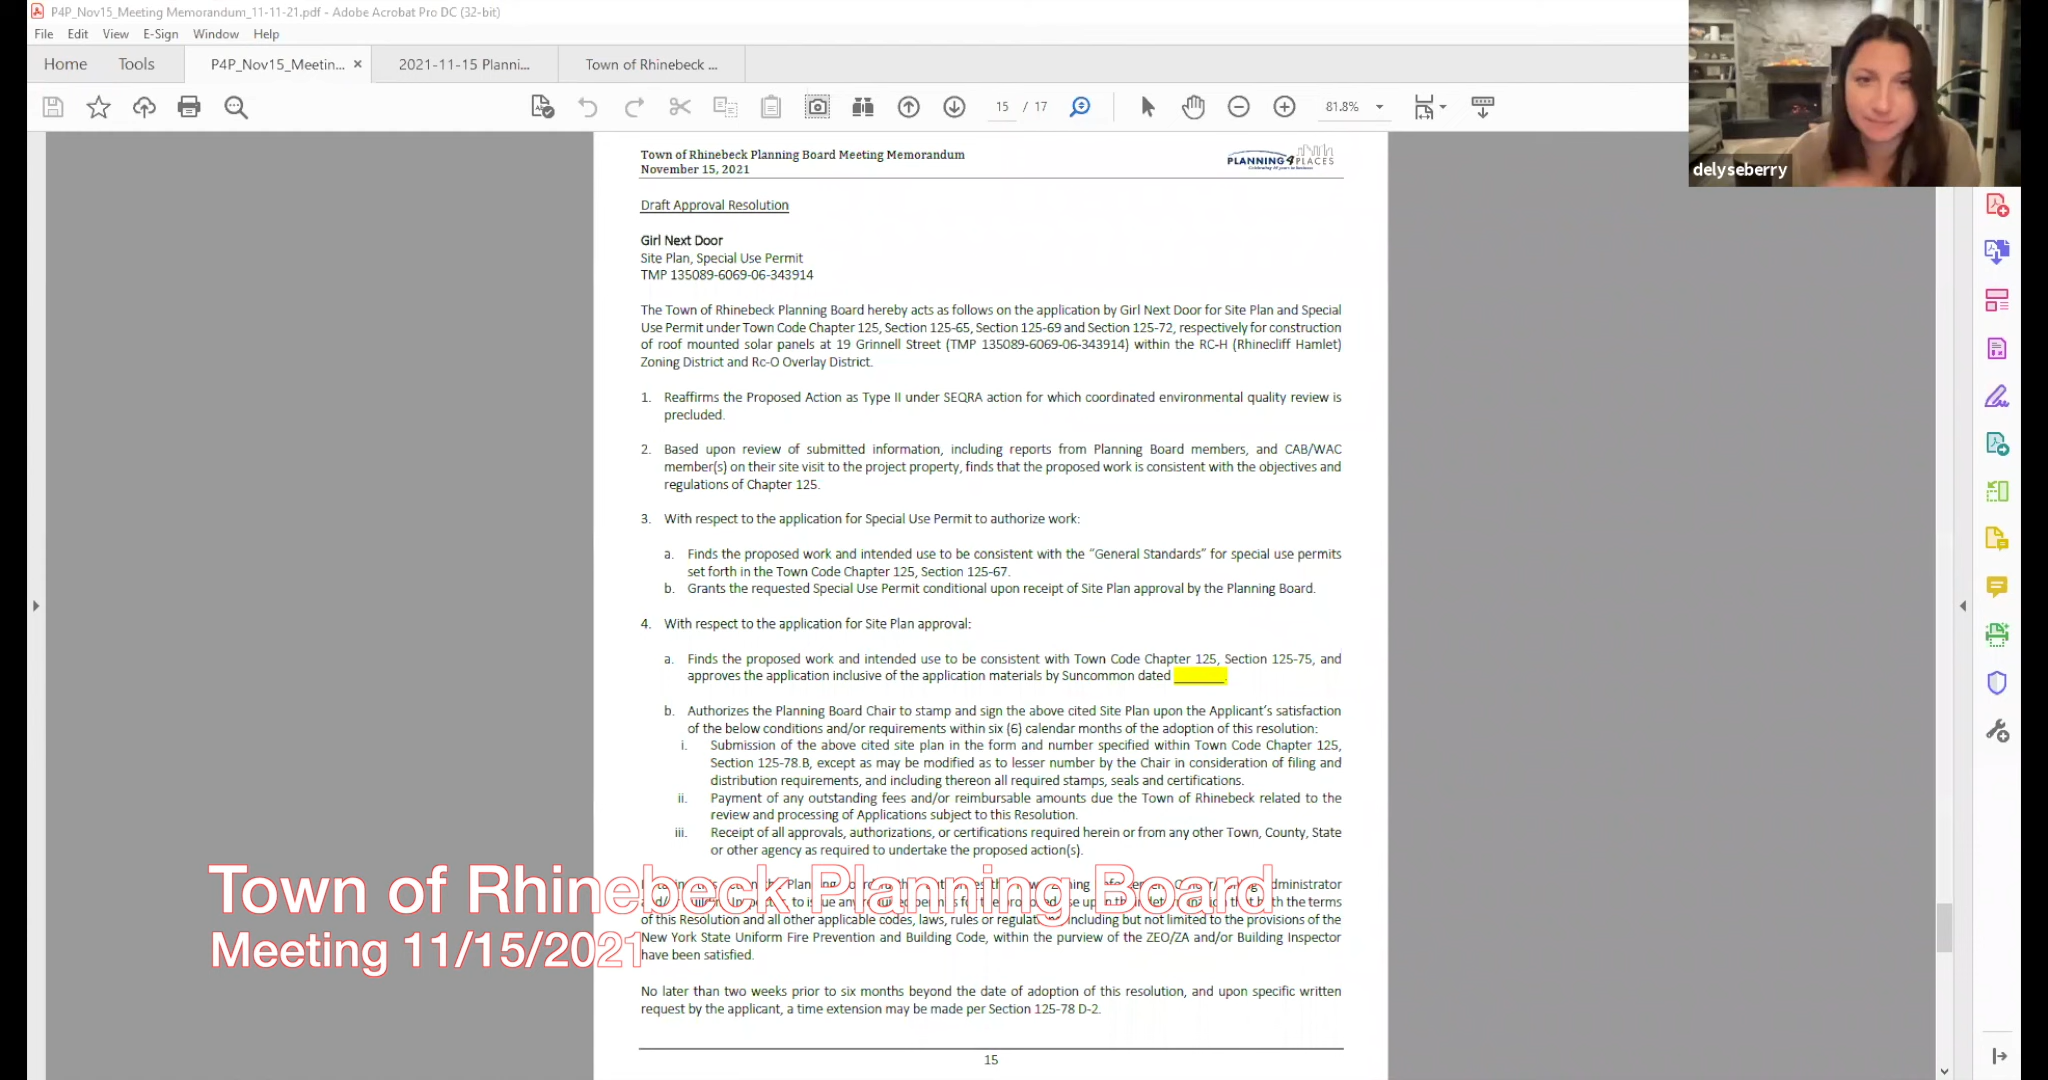 P4P_Nov15_Meeting Memorandum_11-11-21.pdf - Adobe Acrobat Pro DC (32-bit)
File Edit View E-Sign Window Help
Home Tools P4P_Nov15_Meetin... × 2021-11-15 Planni... Town of Rhinebeck ...
15 / 17 81.8%
delyseberry
Town of Rhinebeck Planning Board Meeting Memorandum
November 15, 2021
PLANNING4PLACES
Draft Approval Resolution
Girl Next Door
Site Plan, Special Use Permit
TMP 135089-6069-06-343914
The Town of Rhinebeck Planning Board hereby acts as follows on the application by Girl Next Door for Site Plan and Special
Use Permit under Town Code Chapter 125, Section 125-65, Section 125-69 and Section 125-72, respectively for construction
of roof mounted solar panels at 19 Grinnell Street (TMP 135089-6069-06-343914) within the RC-H (Rhinecliff Hamlet)
Zoning District and Rc-O Overlay District.
1. Reaffirms the Proposed Action as Type II under SEQRA action for which coordinated environmental quality review is
precluded.
2. Based upon review of submitted information, including reports from Planning Board members, and CAB/WAC
member(s) on their site visit to the project property, finds that the proposed work is consistent with the objectives and
regulations of Chapter 125.
3. With respect to the application for Special Use Permit to authorize work:
a. Finds the proposed work and intended use to be consistent with the “General Standards” for special use permits
set forth in the Town Code Chapter 125, Section 125-67.
b. Grants the requested Special Use Permit conditional upon receipt of Site Plan approval by the Planning Board.
4. With respect to the application for Site Plan approval:
a. Finds the proposed work and intended use to be consistent with Town Code Chapter 125, Section 125-75, and
approves the application inclusive of the application materials by Suncommon dated _______.
b. Authorizes the Planning Board Chair to stamp and sign the above cited Site Plan upon the Applicant’s satisfaction
of the below conditions and/or requirements within six (6) calendar months of the adoption of this resolution:
i. Submission of the above cited site plan in the form and number specified within Town Code Chapter 125,
Section 125-78.B, except as may be modified as to lesser number by the Chair in consideration of filing and
distribution requirements, and including thereon all required stamps, seals and certifications.
ii. Payment of any outstanding fees and/or reimbursable amounts due the Town of Rhinebeck related to the
review and processing of Applications subject to this Resolution.
iii. Receipt of all approvals, authorizations, or certifications required herein or from any other Town, County, State
or other agency as required to undertake the proposed action(s).
Town of Rhinebeck Planning Board
Administrator
the terms
of this Resolution and all other applicable codes, laws, rules or regulations including but not limited to the provisions of the
Meeting 11/15/2021
New York State Uniform Fire Prevention and Building Code, within the purview of the ZEO/ZA and/or Building Inspector
have been satisfied.
No later than two weeks prior to six months beyond the date of adoption of this resolution, and upon specific written
request by the applicant, a time extension may be made per Section 125-78 D-2.
15